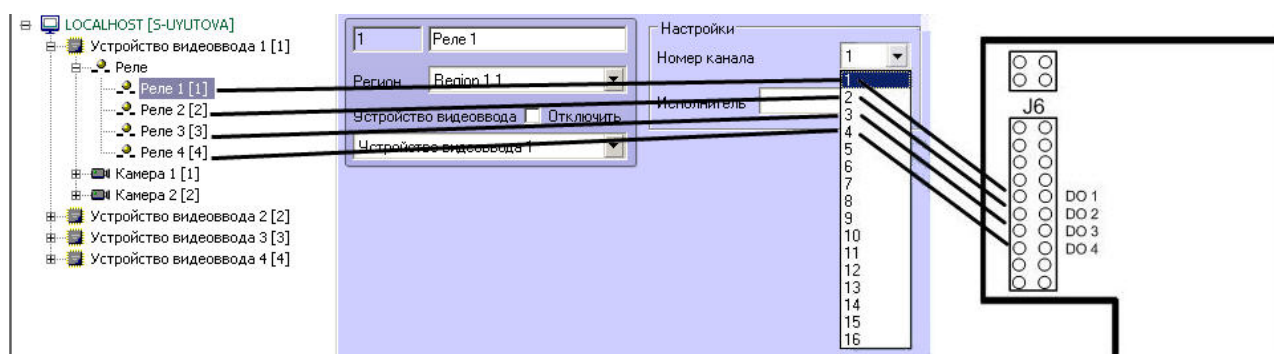 LOCALHOST [S-UYUTOVA]
Устройство видеоввода 1 [1]
Реле
Реле 1 [1]
Реле 2 [2]
Реле 3 [3]
Реле 4 [4]
Камера 1 [1]
Камера 2 [2]
Устройство видеоввода 2 [2]
Устройство видеоввода 3 [3]
Устройство видеоввода 4 [4]
1
Реле 1
Регион
Region 1.1
Устройство видеоввода
Отключить
Устройство видеоввода 1
Настройки
Номер канала
1
Исполнитель
1
2
3
4
5
6
7
8
9
10
11
12
13
14
15
16
J6
DO 1
DO 2
DO 3
DO 4